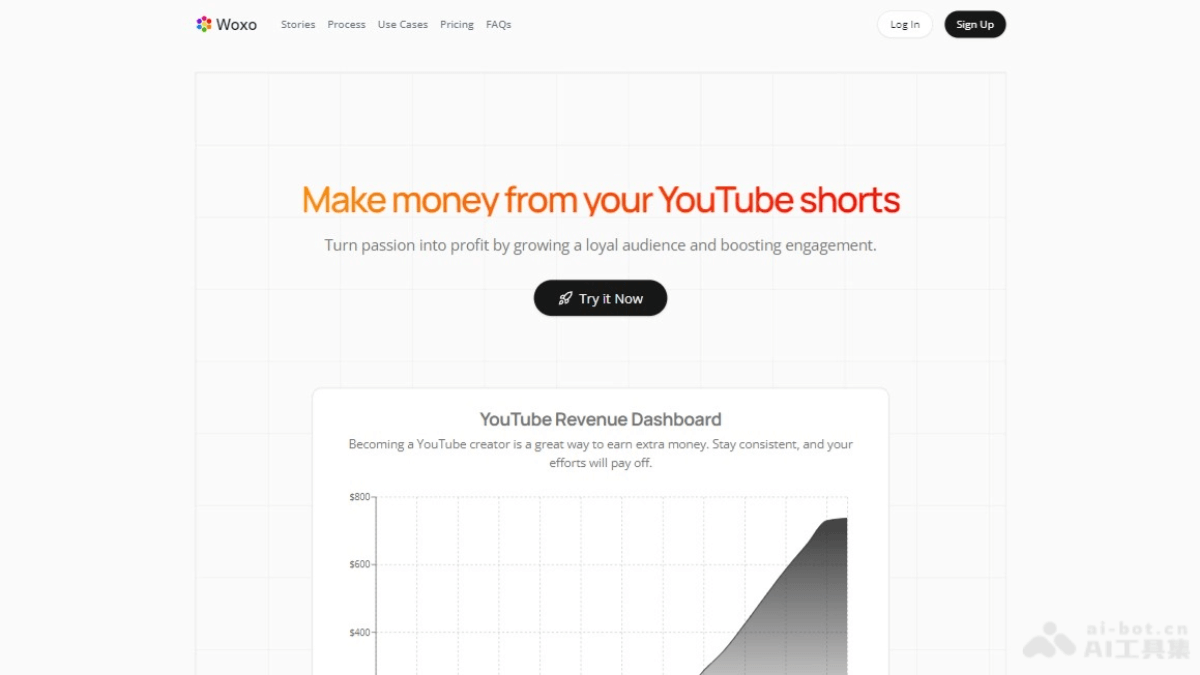 Woxo
Stories Process Use Cases Pricing FAQs
Log In
Sign Up
Make money from your YouTube shorts
Turn passion into profit by growing a loyal audience and boosting engagement.
Try it Now
YouTube Revenue Dashboard
Becoming a YouTube creator is a great way to earn extra money. Stay consistent, and your
efforts will pay off.
$800
$600
$400
ai-bot.cn
AI工具集